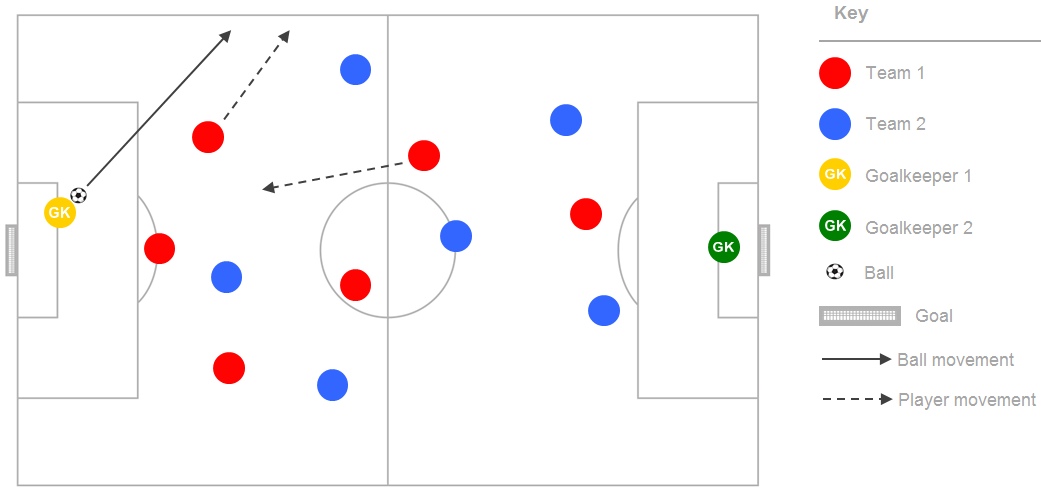 Key
Team 1
Team 2
GK Goalkeeper 1
GK Goalkeeper 2
Ball
Goal
Ball movement
Player movement
GK
GK